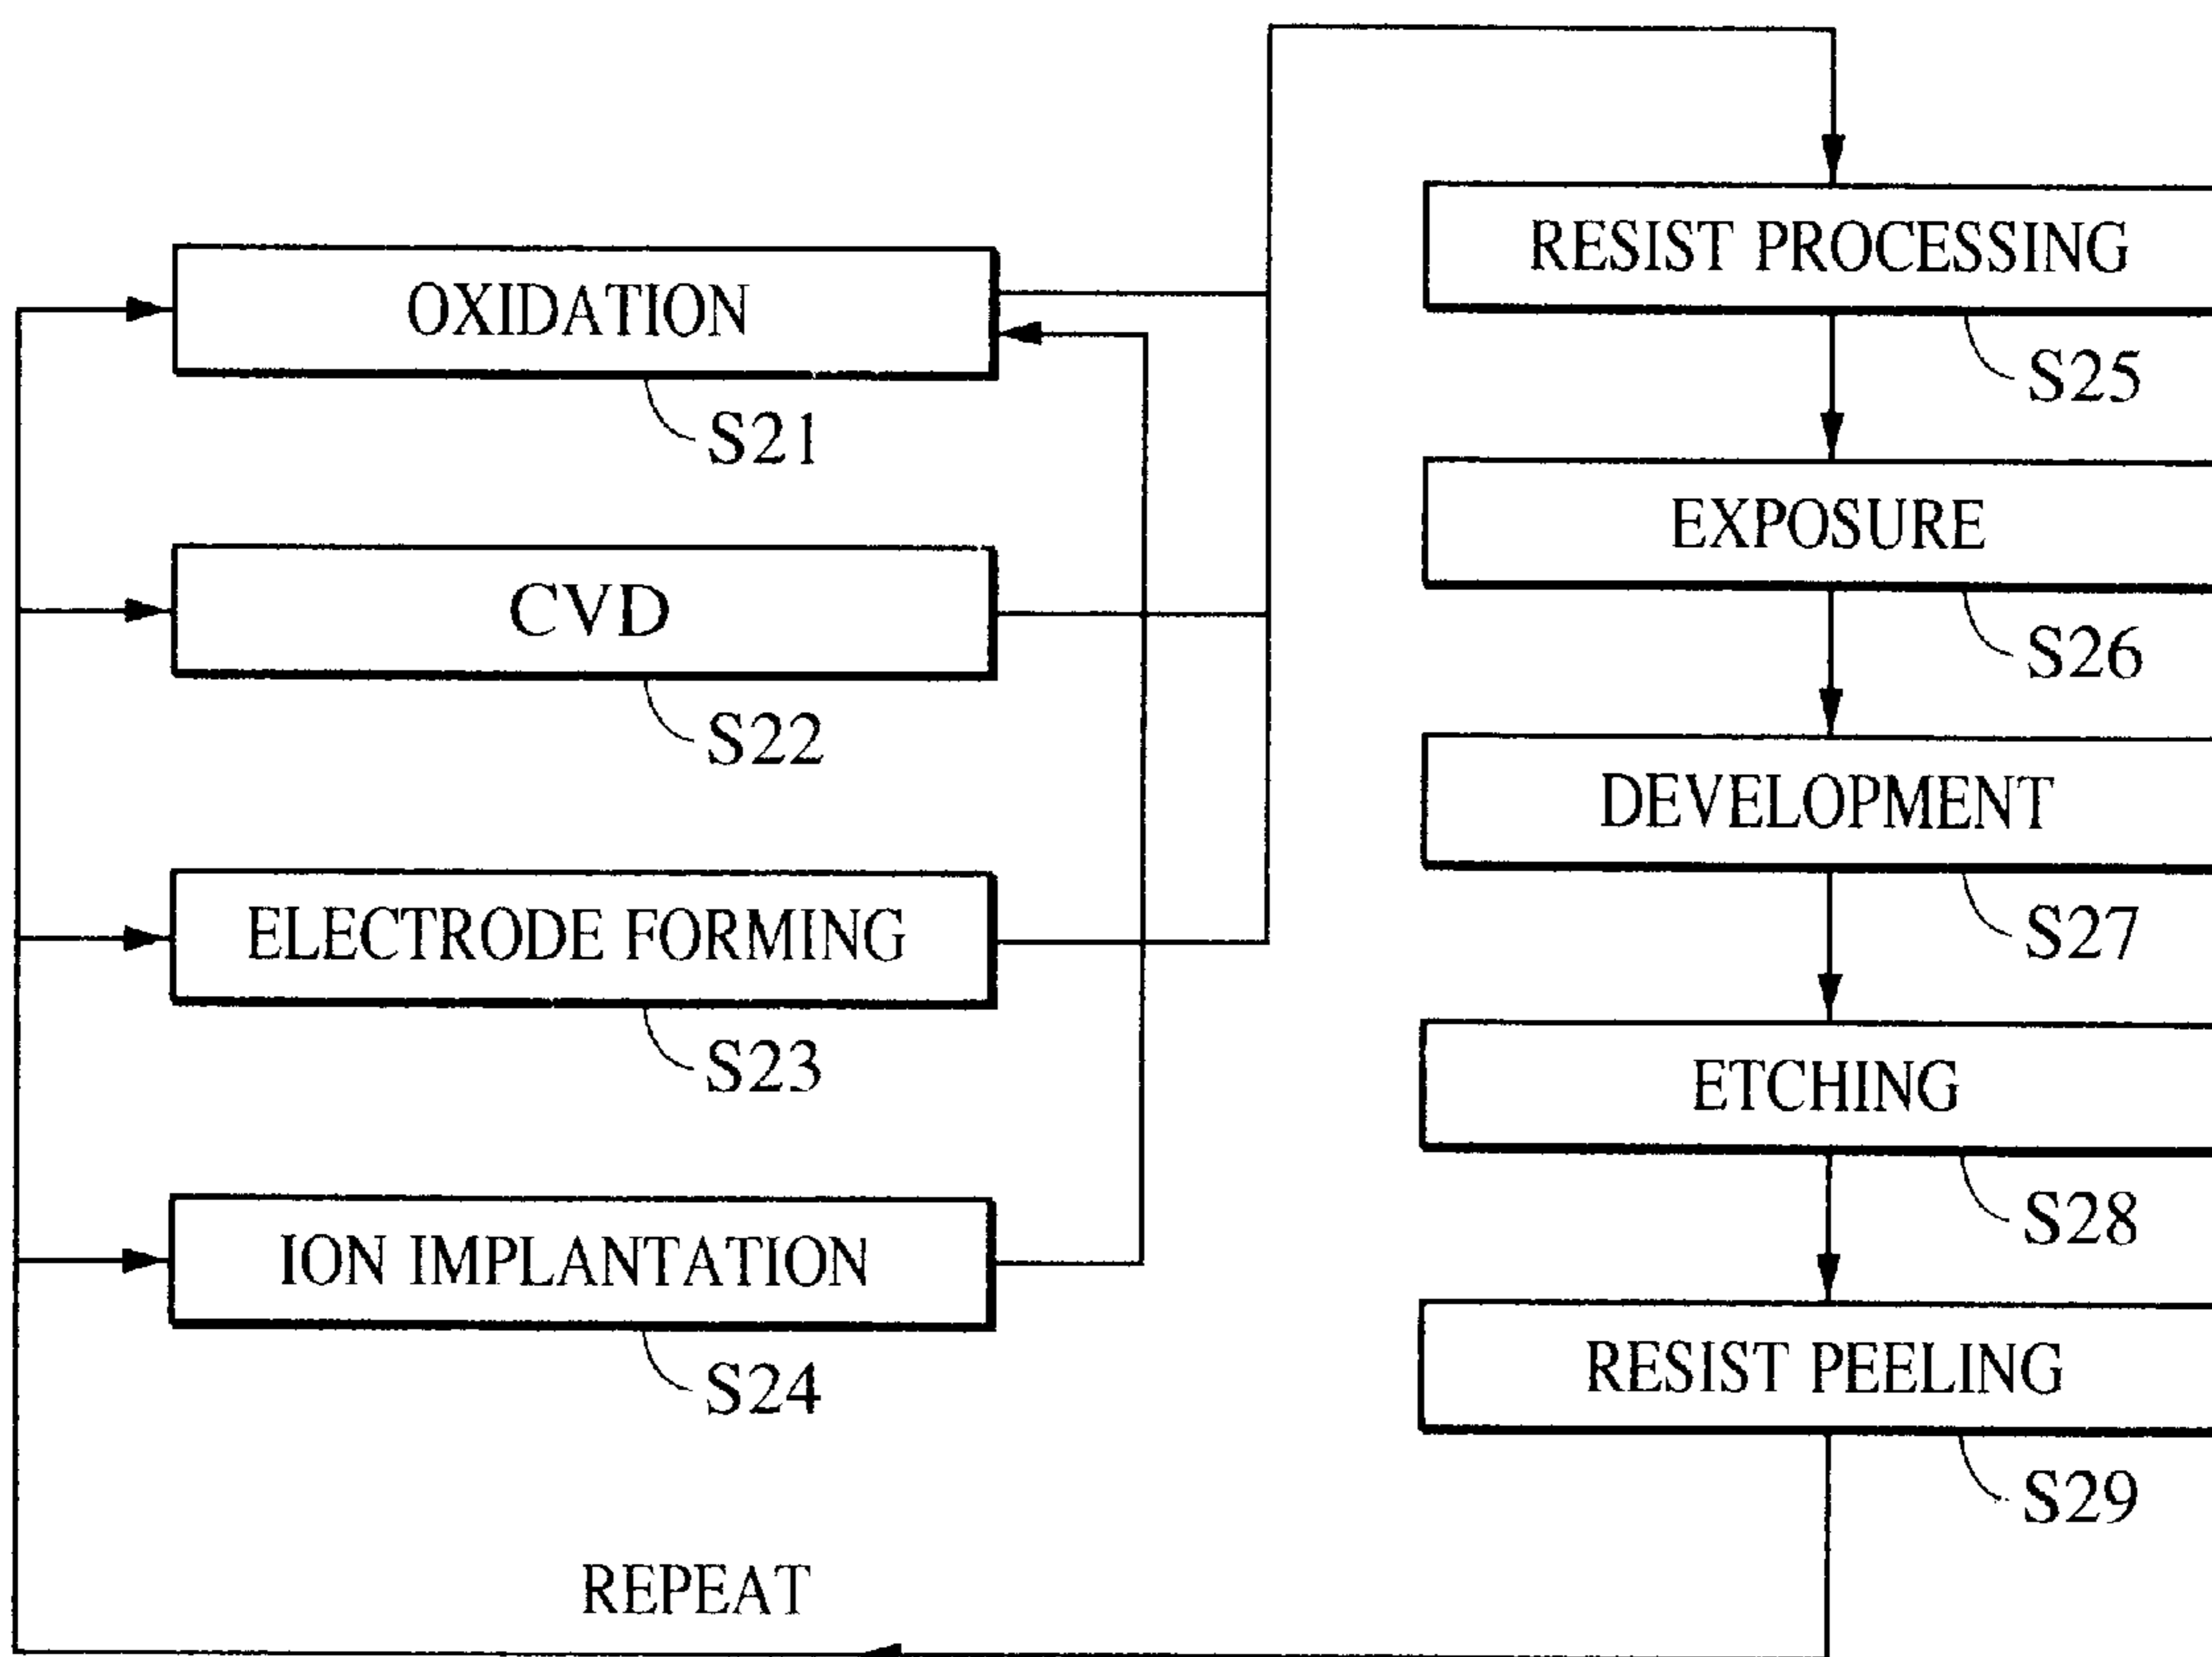 OXIDATION
S21
CVD
S22
ELECTRODE FORMING
S23
ION IMPLANTATION
S24
REPEAT
RESIST PROCESSING
S25
EXPOSURE
S26
DEVELOPMENT
S27
ETCHING
S28
RESIST PEELING
S29